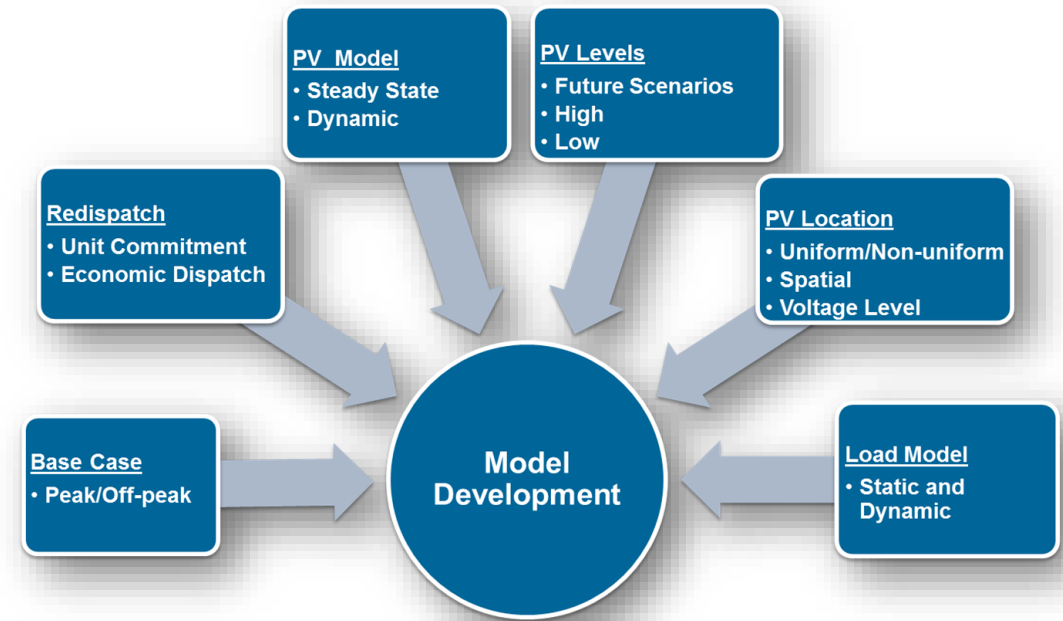 PV Model
• Steady State
• Dynamic
PV Levels
• Future Scenarios
• High
• Low
Redispatch
• Unit Commitment
• Economic Dispatch
PV Location
• Uniform/Non-uniform
• Spatial
• Voltage Level
Base Case
• Peak/Off-peak
Model
Development
Load Model
• Static and
Dynamic